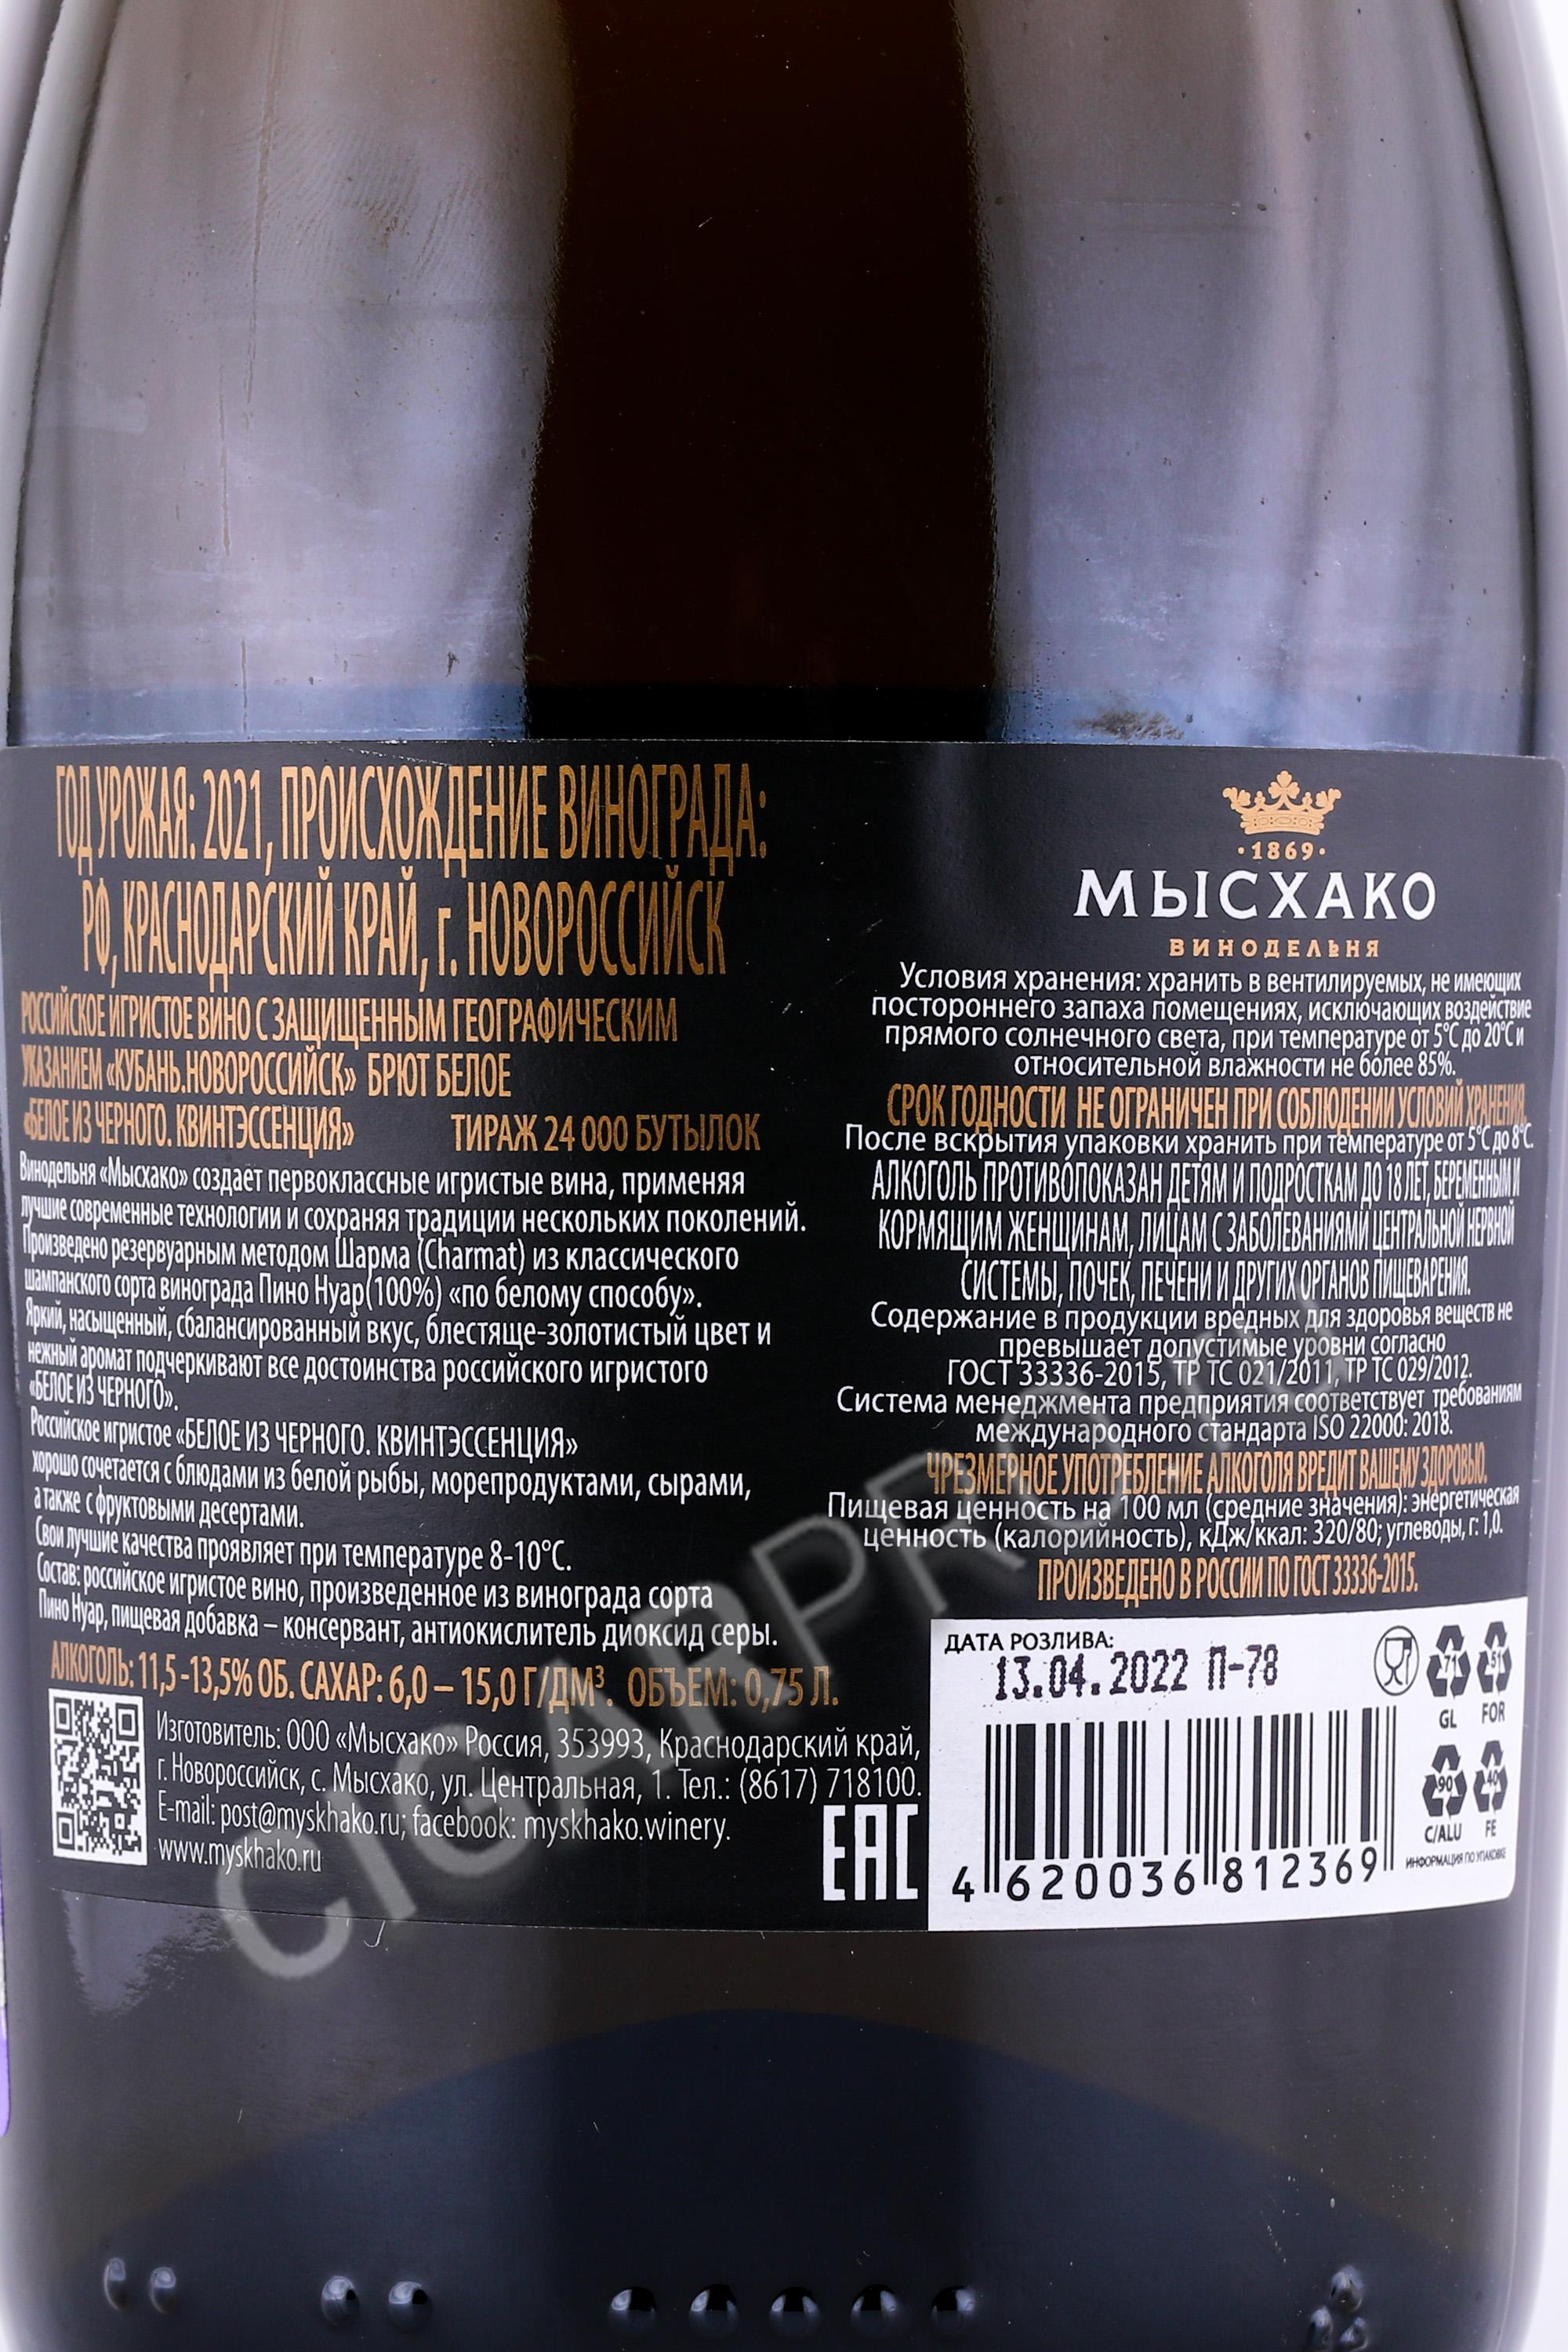 ГОД УРОЖАЯ: 2021, ПРОИСХОЖДЕНИЕ ВИНОГРАДА:
РФ, КРАСНОДАРСКИЙ КРАЙ, г. НОВОРОССИЙСК
РОССИЙСКОЕ ИГРИСТОЕ ВИНО С ЗАЩИЩЕННЫМ ГЕОГРАФИЧЕСКИМ
УКАЗАНИЕМ «КУБАНЬ.НОВОРОССИЙСК» БРЮТ БЕЛОЕ
«БЕЛОЕ ИЗ ЧЕРНОГО. КВИНТЭССЕНЦИЯ» ТИРАЖ 24 000 БУТЫЛОК
Винодельня «Мысхако» создает первоклассные игристые вина, применяя
лучшие современные технологии и сохраняя традиции нескольких поколений.
Произведено резервуарным методом Шарма (Charmat) из классического
шампанского сорта винограда Пино Нуар(100%) «по белому способу».
Яркий, насыщенный, сбалансированный вкус, блестяще-золотистый цвет и
нежный аромат подчеркивают все достоинства российского игристого
«БЕЛОЕ ИЗ ЧЕРНОГО».
Российское игристое «БЕЛОЕ ИЗ ЧЕРНОГО. КВИНТЭССЕНЦИЯ»
хорошо сочетается с блюдами из белой рыбы, морепродуктами, сырами,
а также с фруктовыми десертами.
Свои лучшие качества проявляет при температуре 8-10°С.
Состав: российское игристое вино, произведенное из винограда сорта
Пино Нуар, пищевая добавка – консервант, антиокислитель диоксид серы.
АЛКОГОЛЬ: 11,5 -13,5% ОБ. САХАР: 6,0 – 15,0 Г/ДМ³. ОБЪЕМ: 0,75 Л.
Изготовитель: ООО «Мысхако» Россия, 353993, Краснодарский край,
г. Новороссийск, с. Мысхако, ул. Центральная, 1. Тел.: (8617) 718100.
E-mail: post@myskhako.ru; facebook: myskhako.winery.
www.myskhako.ru
EAC
·1869·
МЫСХАКО
ВИНОДЕЛЬНЯ
Условия хранения: хранить в вентилируемых, не имеющих
постороннего запаха помещениях, исключающих воздействие
прямого солнечного света, при температуре от 5°С до 20°С и
относительной влажности не более 85%.
СРОК ГОДНОСТИ НЕ ОГРАНИЧЕН ПРИ СОБЛЮДЕНИИ УСЛОВИЙ ХРАНЕНИЯ.
После вскрытия упаковки хранить при температуре от 5°С до 8°С.
АЛКОГОЛЬ ПРОТИВОПОКАЗАН ДЕТЯМ И ПОДРОСТКАМ ДО 18 ЛЕТ, БЕРЕМЕННЫМ И
КОРМЯЩИМ ЖЕНЩИНАМ, ЛИЦАМ С ЗАБОЛЕВАНИЯМИ ЦЕНТРАЛЬНОЙ НЕРВНОЙ
СИСТЕМЫ, ПОЧЕК, ПЕЧЕНИ И ДРУГИХ ОРГАНОВ ПИЩЕВАРЕНИЯ.
Содержание в продукции вредных для здоровья веществ не
превышает допустимые уровни согласно
ГОСТ 33336-2015, ТР ТС 021/2011, ТР ТС 029/2012.
Система менеджмента предприятия соответствует требованиям
международного стандарта ISO 22000: 2018.
ЧРЕЗМЕРНОЕ УПОТРЕБЛЕНИЕ АЛКОГОЛЯ ВРЕДИТ ВАШЕМУ ЗДОРОВЬЮ.
Пищевая ценность на 100 мл (средние значения): энергетическая
ценность (калорийность), кДж/ккал: 320/80; углеводы, г: 1,0.
ПРОИЗВЕДЕНО В РОССИИ ПО ГОСТ 33336-2015.
ДАТА РОЗЛИВА:
13.04.2022 П-78
71 51
GL FOR
90 40
C/ALU FE
ИНФОРМАЦИЯ ПО УПАКОВКЕ
4 620036 812369
CIGARPRO.ru